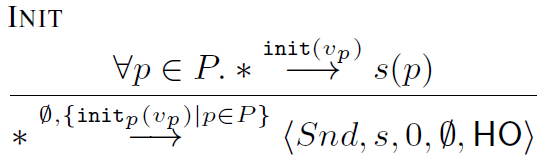 INIT
∀p ∈ P. ∗ init(v_p) ⟶ s(p)
∗ ∅,{init_p(v_p)|p∈P} ⟶ ⟨Snd, s, 0, ∅, HO⟩